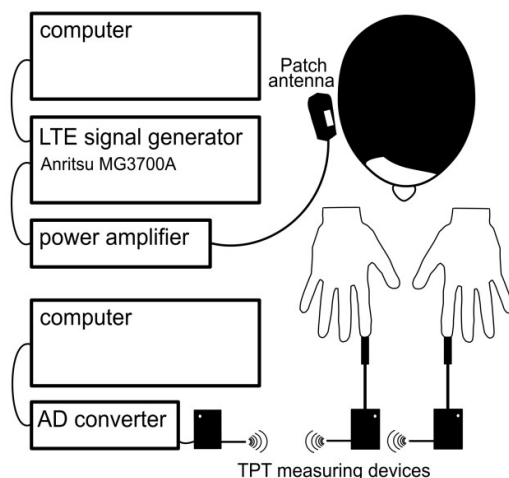 computer
LTE signal generator
Anritsu MG3700A
power amplifier
Patch
antenna
computer
AD converter
TPT measuring devices